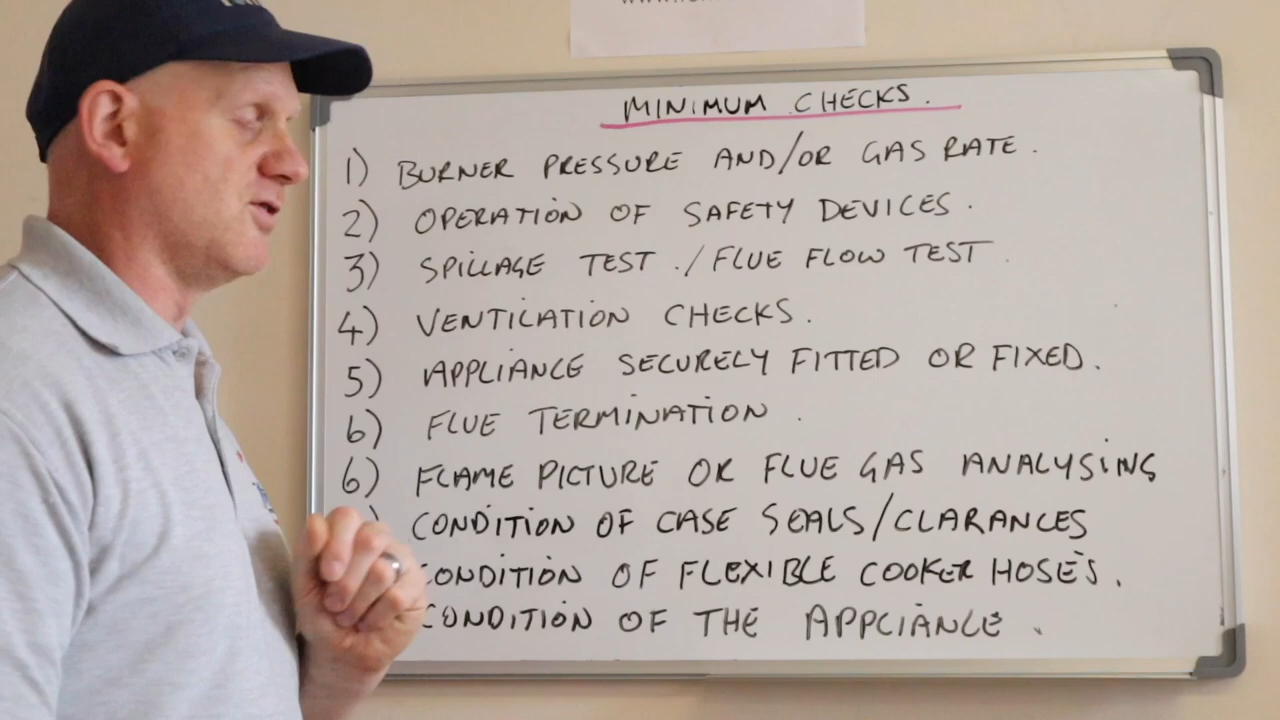 MINIMUM CHECKS.
1) BURNER PRESSURE AND/OR GAS RATE.
2) OPERATION OF SAFETY DEVICES.
3) SPILLAGE TEST ./FLUE FLOW TEST
4) VENTILATION CHECKS.
5) APPLIANCE SECURELY FITTED OR FIXED.
6) FLUE TERMINATION.
6) FLAME PICTURE OR FLUE GAS ANALYSING
) CONDITION OF CASE SEALS/CLARANCES
CONDITION OF FLEXIBLE COOKER HOSES.
CONDITION OF THE APPLIANCE.